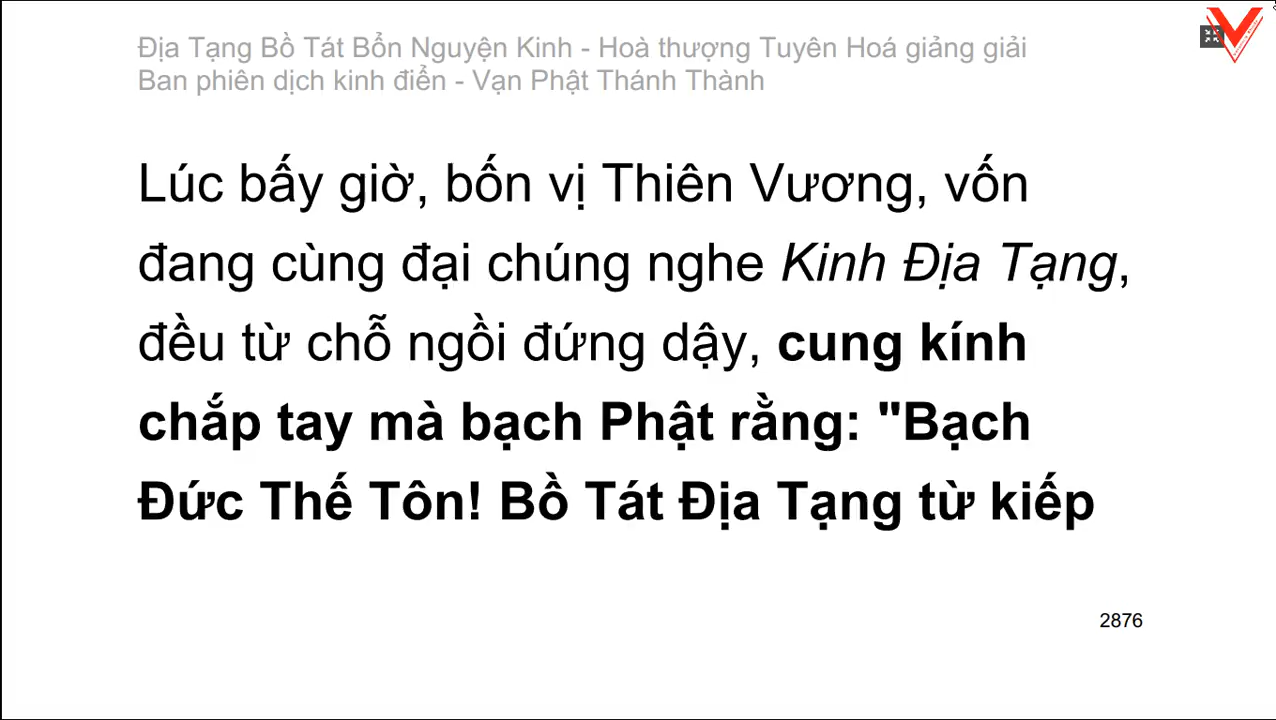 Địa Tạng Bồ Tát Bổn Nguyện Kinh - Hoà thượng Tuyên Hoá giảng giải
Ban phiên dịch kinh điển - Vạn Phật Thánh Thành
Lúc bấy giờ, bốn vị Thiên Vương, vốn
đang cùng đại chúng nghe Kinh Địa Tạng,
đều từ chỗ ngồi đứng dậy, cung kính
chắp tay mà bạch Phật rằng: "Bạch
Đức Thế Tôn! Bồ Tát Địa Tạng từ kiếp
2876